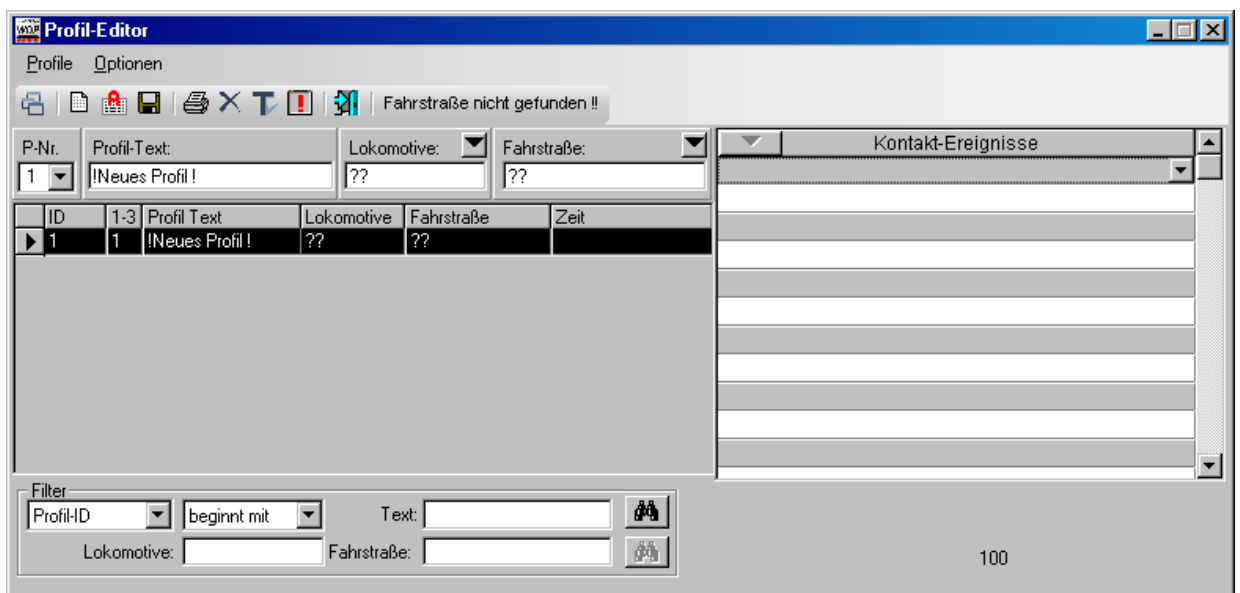 Profil-Editor
Profile Optionen
Fahrstraße nicht gefunden !!
P-Nr. Profil-Text: Lokomotive: Fahrstraße:
1 !Neues Profil ! ?? ??
ID 1-3 Profil Text Lokomotive Fahrstraße Zeit
1 1 !Neues Profil ! ?? ??
Kontakt-Ereignisse
Filter
Profil-ID beginnt mit Text:
Lokomotive: Fahrstraße:
100